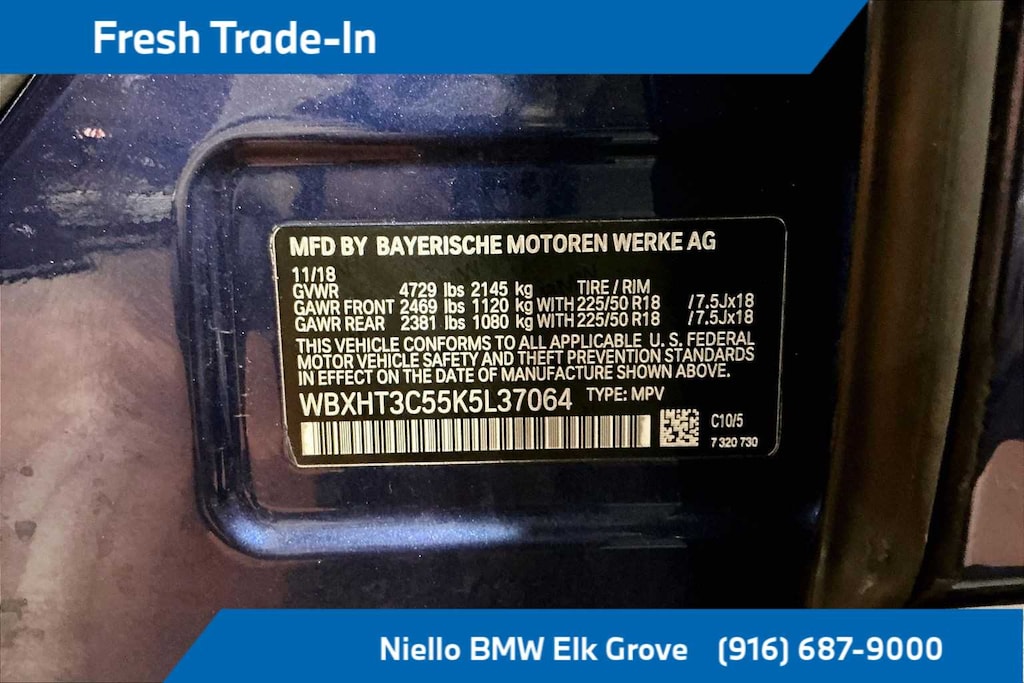 Fresh Trade-In
MFD BY BAYERISCHE MOTOREN WERKE AG
11/18
GVWR 4729 lbs 2145 kg TIRE / RIM
GAWR FRONT 2469 lbs 1120 kg WITH 225/50 R18 / 7.5Jx18
GAWR REAR 2381 lbs 1080 kg WITH 225/50 R18 / 7.5Jx18
THIS VEHICLE CONFORMS TO ALL APPLICABLE U. S. FEDERAL
MOTOR VEHICLE SAFETY AND THEFT PREVENTION STANDARDS
IN EFFECT ON THE DATE OF MANUFACTURE SHOWN ABOVE.
WBXHT3C55K5L37064 TYPE: MPV
C10/5
7 320 730
Niello BMW Elk Grove (916) 687-9000